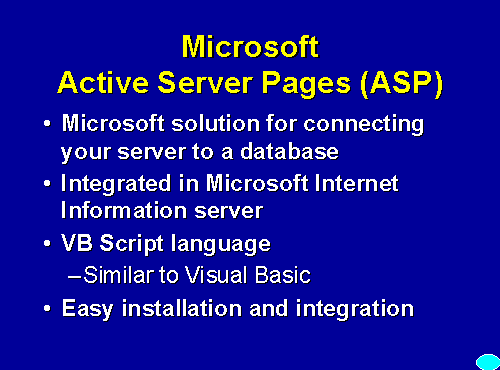 Microsoft
Active Server Pages (ASP)
• Microsoft solution for connecting
your server to a database
• Integrated in Microsoft Internet
Information server
• VB Script language
–Similar to Visual Basic
• Easy installation and integration